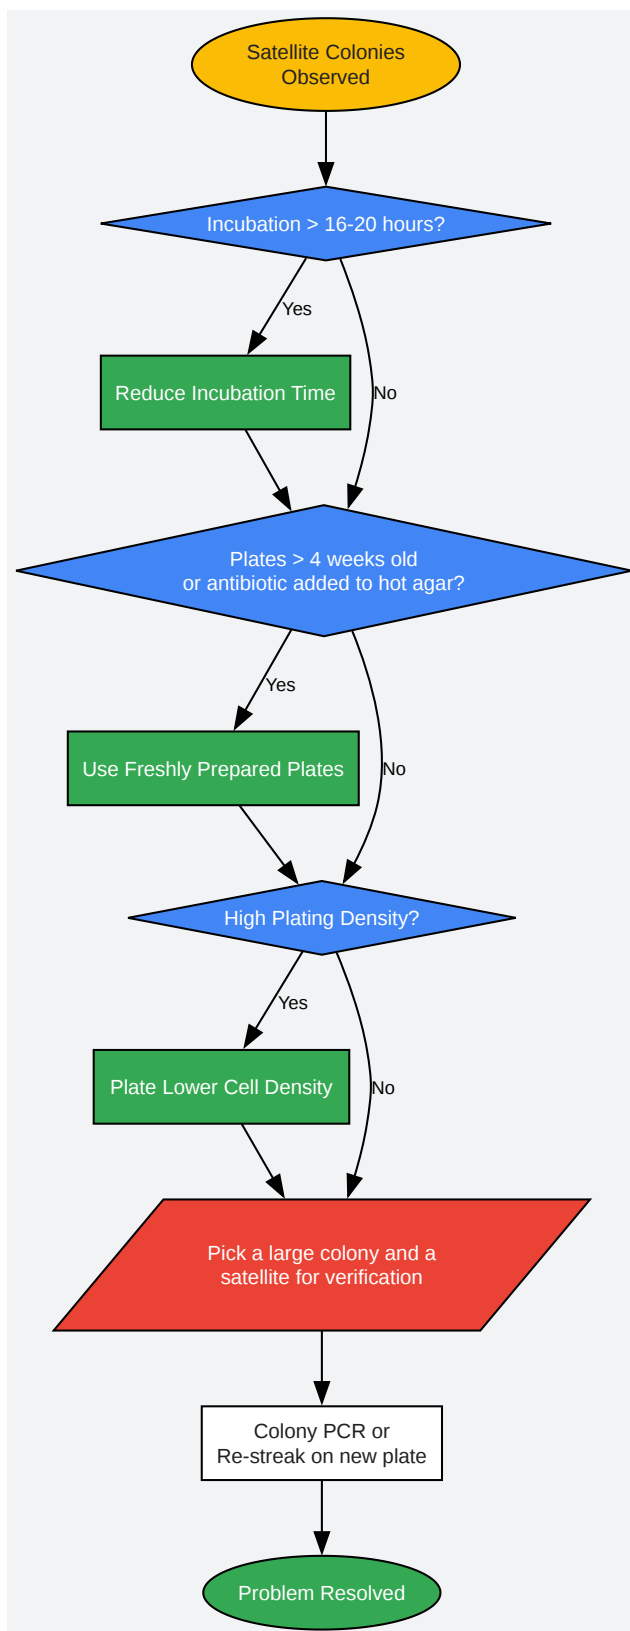 Satellite Colonies
Observed
Incubation > 16-20 hours?
Yes
Reduce Incubation Time
No
Plates > 4 weeks old
or antibiotic added to hot agar?
Yes
Use Freshly Prepared Plates
No
High Plating Density?
Yes
Plate Lower Cell Density
No
Pick a large colony and a
satellite for verification
Colony PCR or
Re-streak on new plate
Problem Resolved